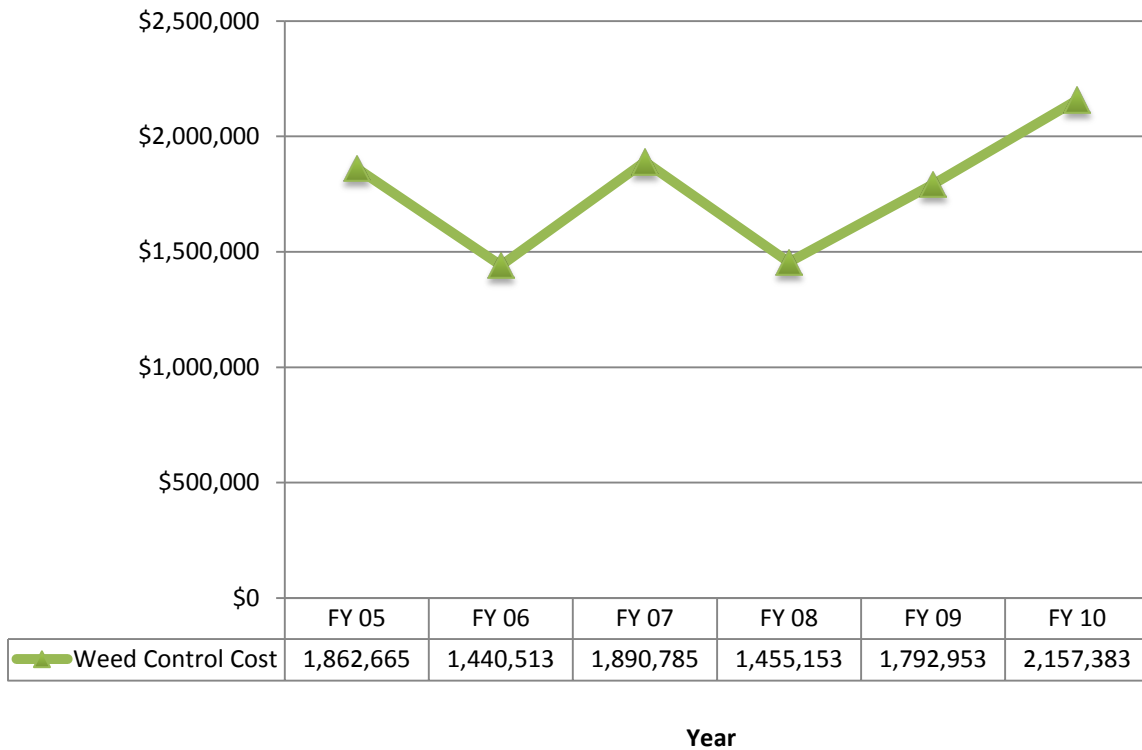 $2,500,000
$2,000,000
$1,500,000
$1,000,000
$500,000
$0
FY 05 FY 06 FY 07 FY 08 FY 09 FY 10
Weed Control Cost 1,862,665 1,440,513 1,890,785 1,455,153 1,792,953 2,157,383
Year